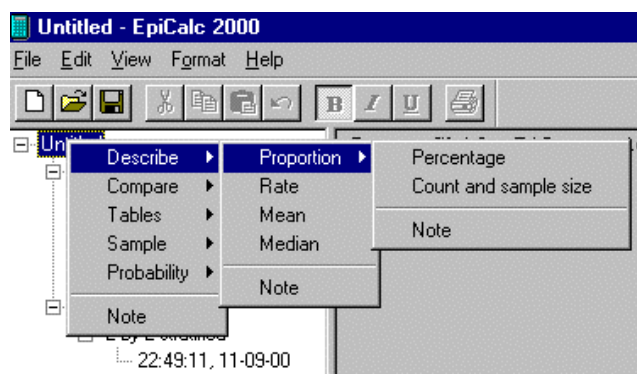 Untitled - EpiCalc 2000
File Edit View Format Help
B I U
Describe
Compare
Tables
Sample
Probability
Note
Proportion
Rate
Mean
Median
Note
Percentage
Count and sample size
Note
22:49:11, 11-09-00